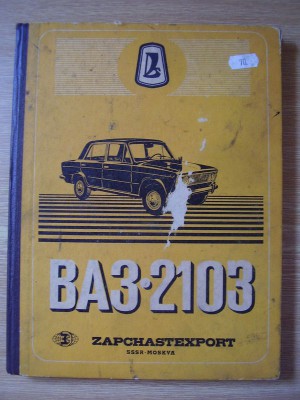 ВАЗ·2103
ZAPCHASTEXPORT
SSSR-MOSKVA